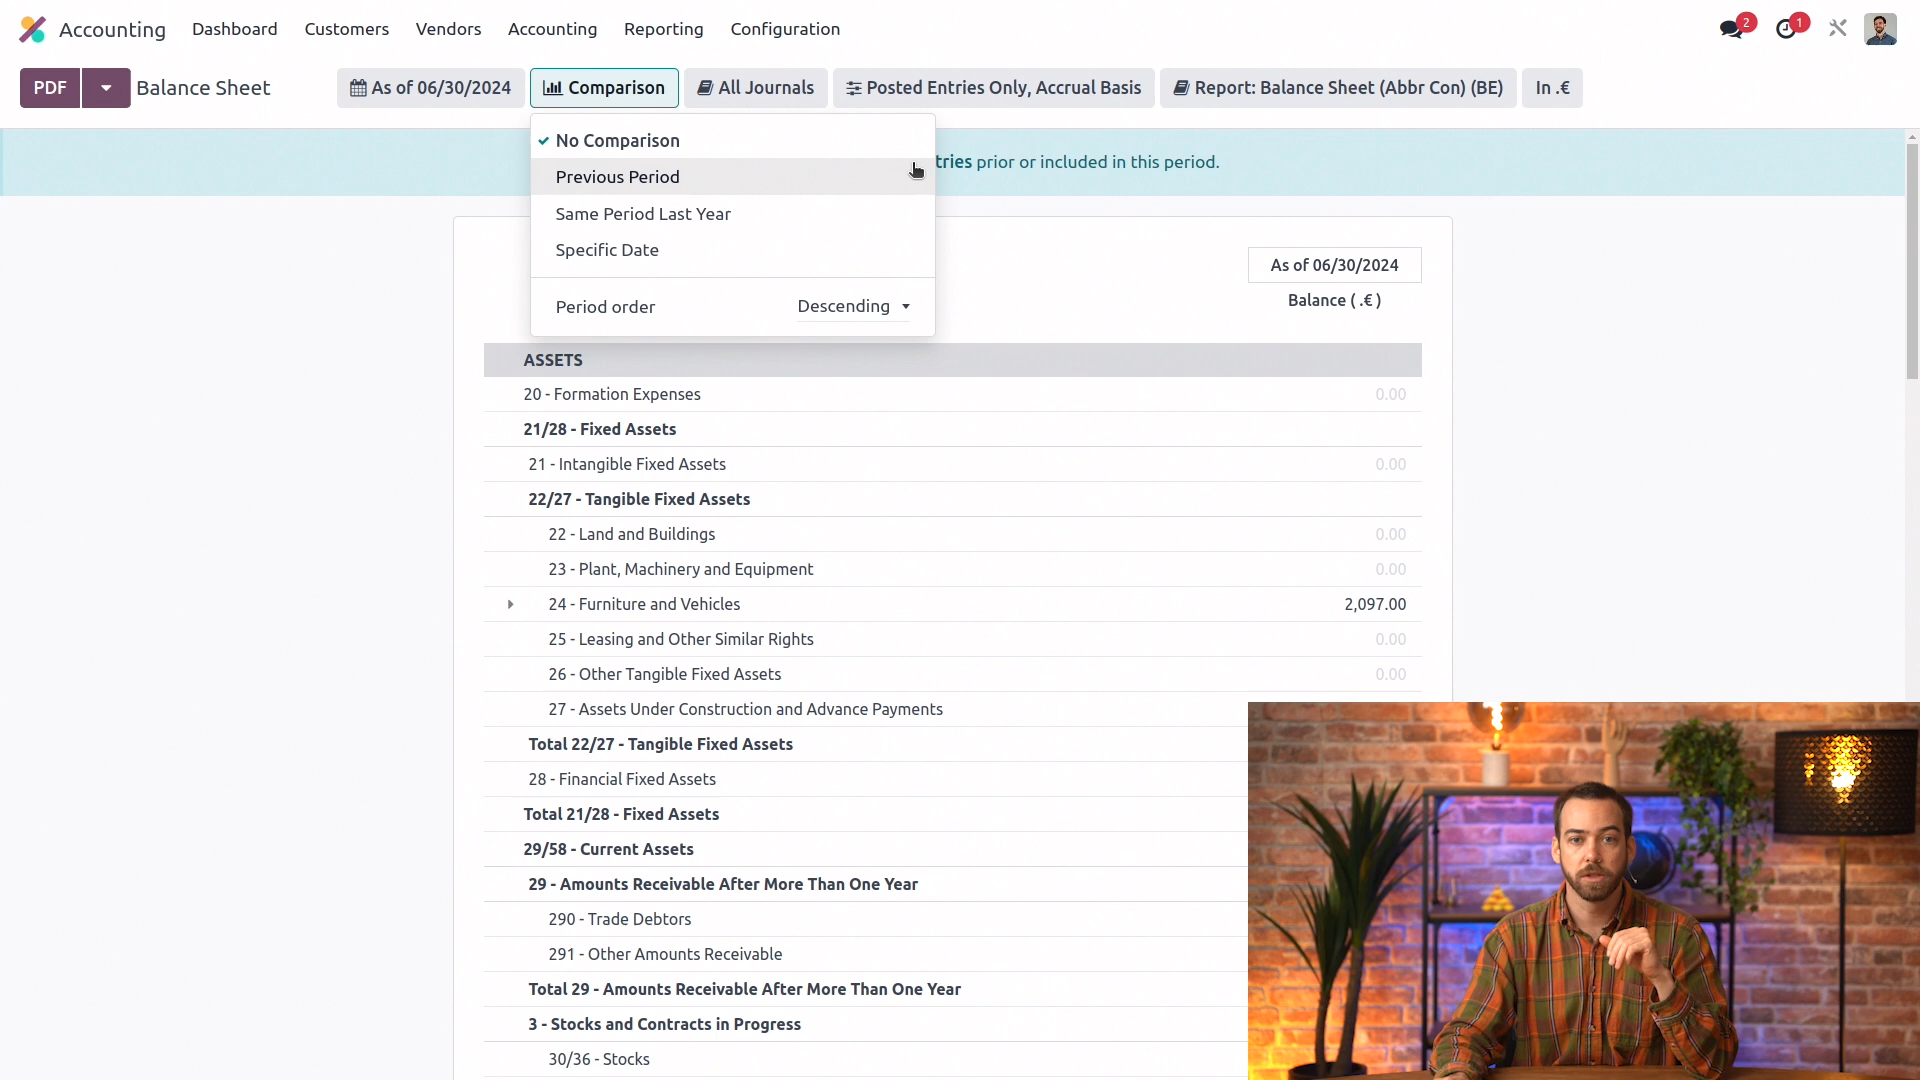 Accounting Dashboard Customers Vendors Accounting Reporting Configuration 2 1
PDF Balance Sheet As of 06/30/2024 Comparison All Journals Posted Entries Only, Accrual Basis Report: Balance Sheet (Abbr Con) (BE) In .€
No Comparison
tries prior or included in this period.
Previous Period
Same Period Last Year
Specific Date
Period order Descending
As of 06/30/2024
Balance ( .€ )
ASSETS
20 - Formation Expenses 0.00
21/28 - Fixed Assets
21 - Intangible Fixed Assets 0.00
22/27 - Tangible Fixed Assets
22 - Land and Buildings 0.00
23 - Plant, Machinery and Equipment 0.00
24 - Furniture and Vehicles 2,097.00
25 - Leasing and Other Similar Rights 0.00
26 - Other Tangible Fixed Assets 0.00
27 - Assets Under Construction and Advance Payments
Total 22/27 - Tangible Fixed Assets
28 - Financial Fixed Assets
Total 21/28 - Fixed Assets
29/58 - Current Assets
29 - Amounts Receivable After More Than One Year
290 - Trade Debtors
291 - Other Amounts Receivable
Total 29 - Amounts Receivable After More Than One Year
3 - Stocks and Contracts in Progress
30/36 - Stocks